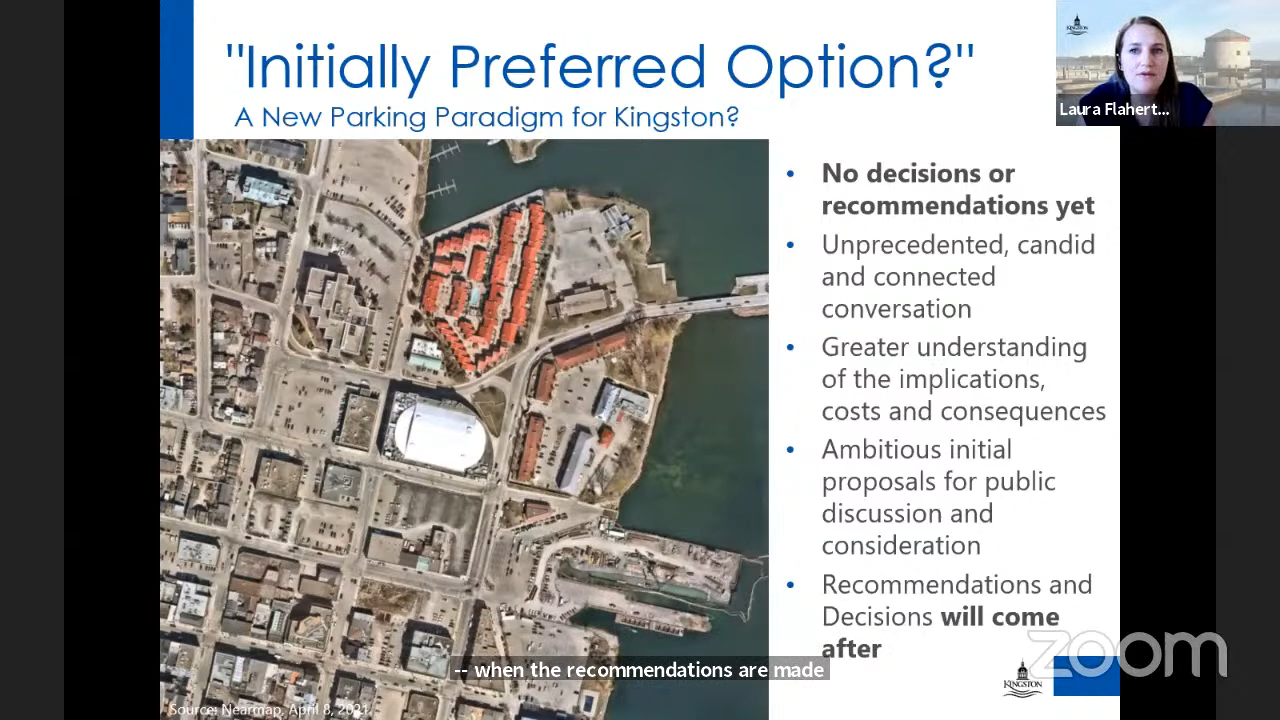 "Initially Preferred Option?"
A New Parking Paradigm for Kingston?
KINGSTON
Laura Flahert...
• No decisions or
recommendations yet
• Unprecedented, candid
and connected
conversation
• Greater understanding
of the implications,
costs and consequences
• Ambitious initial
proposals for public
discussion and
consideration
• Recommendations and
Decisions will come
after
-- when the recommendations are made
zoom
KINGSTON
Source: Nearmap, April 8, 2021.